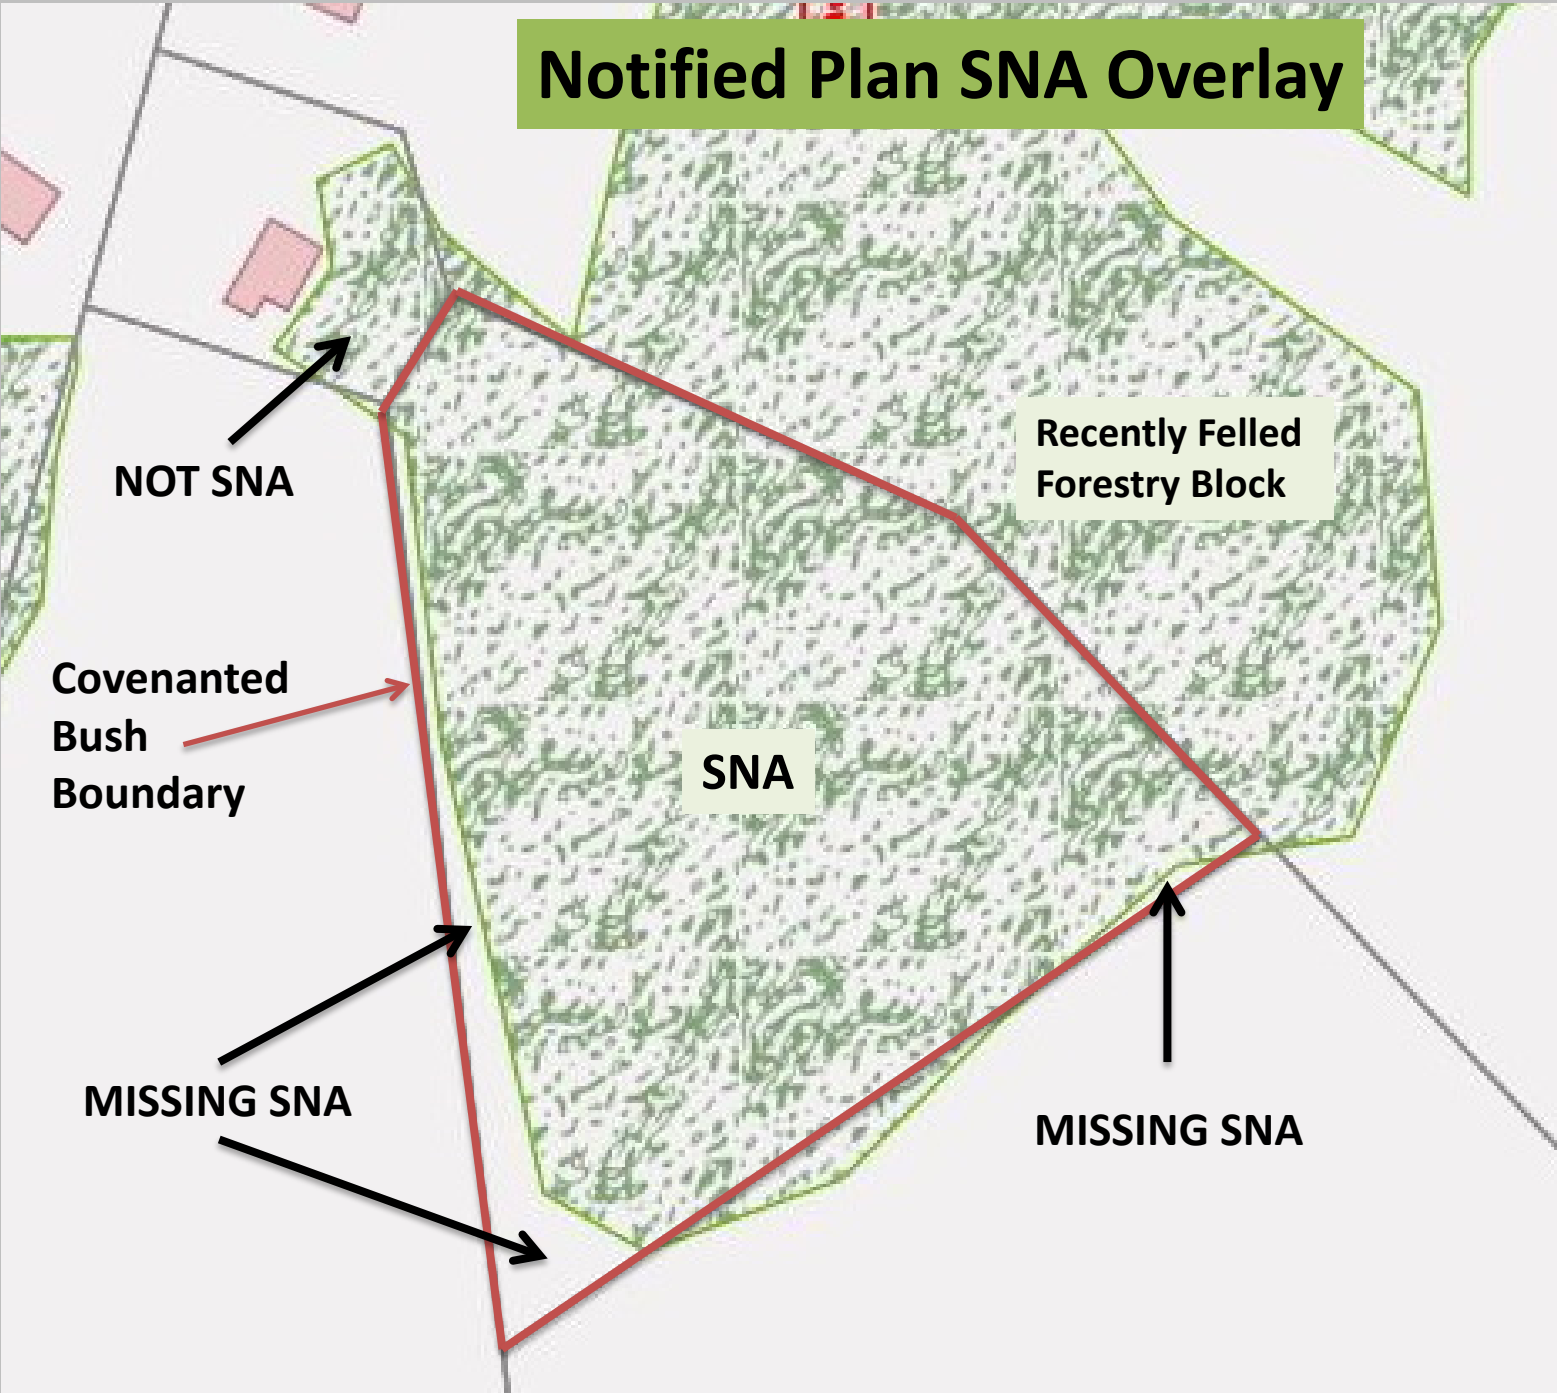 Notified Plan SNA Overlay
Recently Felled
Forestry Block
NOT SNA
Covenanted
Bush
Boundary
SNA
MISSING SNA
MISSING SNA